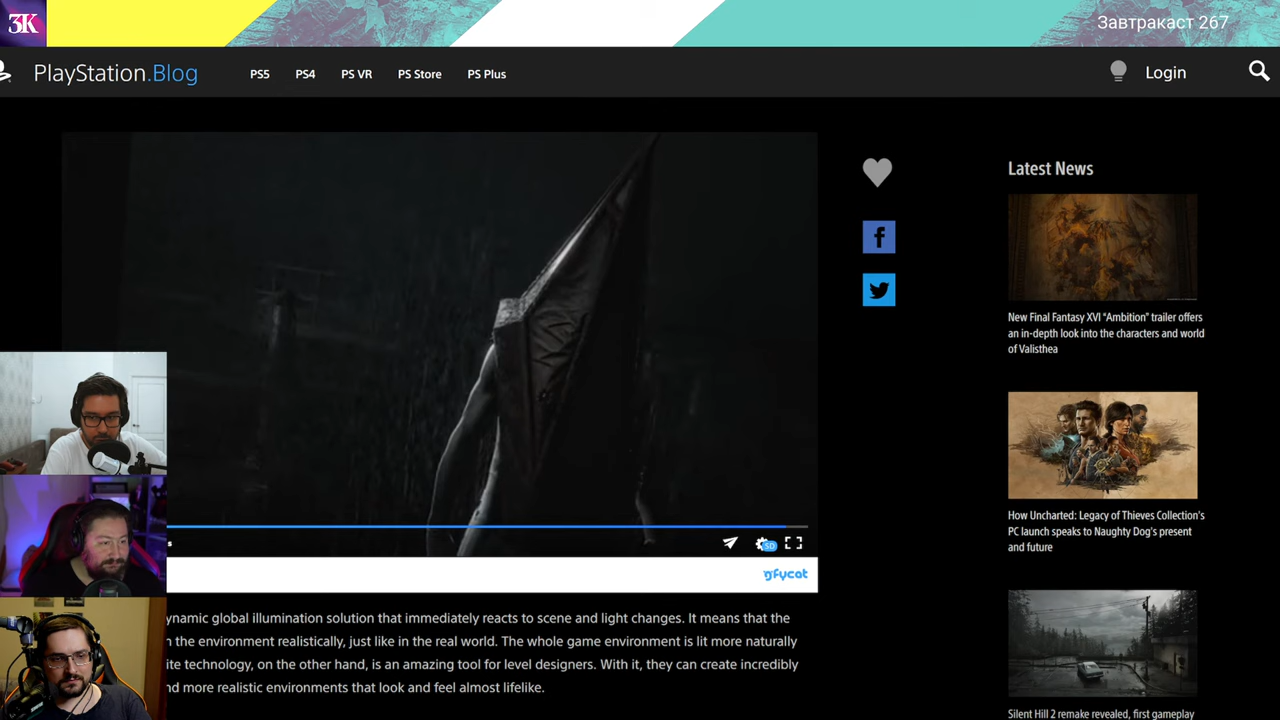 3K
Завтракаст 267
PlayStation.Blog
PS5
PS4
PS VR
PS Store
PS Plus
Login
Latest News
New Final Fantasy XVI “Ambition” trailer offers
an in-depth look into the characters and world
of Valisthea
How Uncharted: Legacy of Thieves Collection's
PC launch speaks to Naughty Dog's present
and future
Silent Hill 2 remake revealed, first gameplay
SD
gfycat
ynamic global illumination solution that immediately reacts to scene and light changes. It means that the
n the environment realistically, just like in the real world. The whole game environment is lit more naturally
ite technology, on the other hand, is an amazing tool for level designers. With it, they can create incredibly
nd more realistic environments that look and feel almost lifelike.